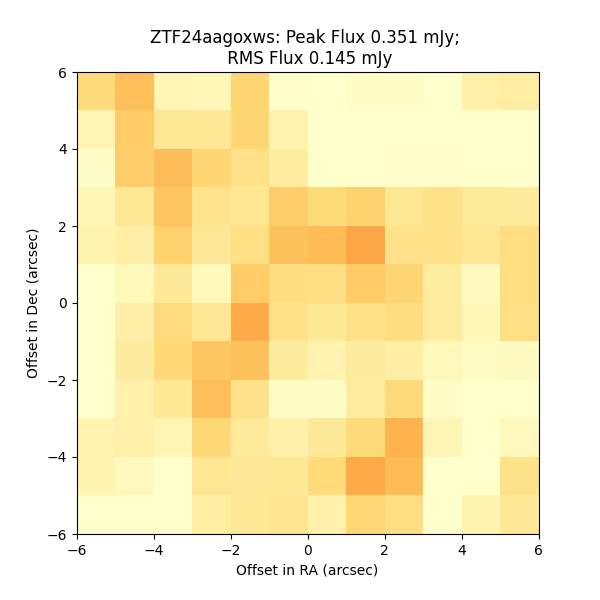 ZTF24aagoxws: Peak Flux 0.351 mJy;
RMS Flux 0.145 mJy
6
4
2
0
−2
−4
−6
Offset in Dec (arcsec)
−6 −4 −2 0 2 4 6
Offset in RA (arcsec)